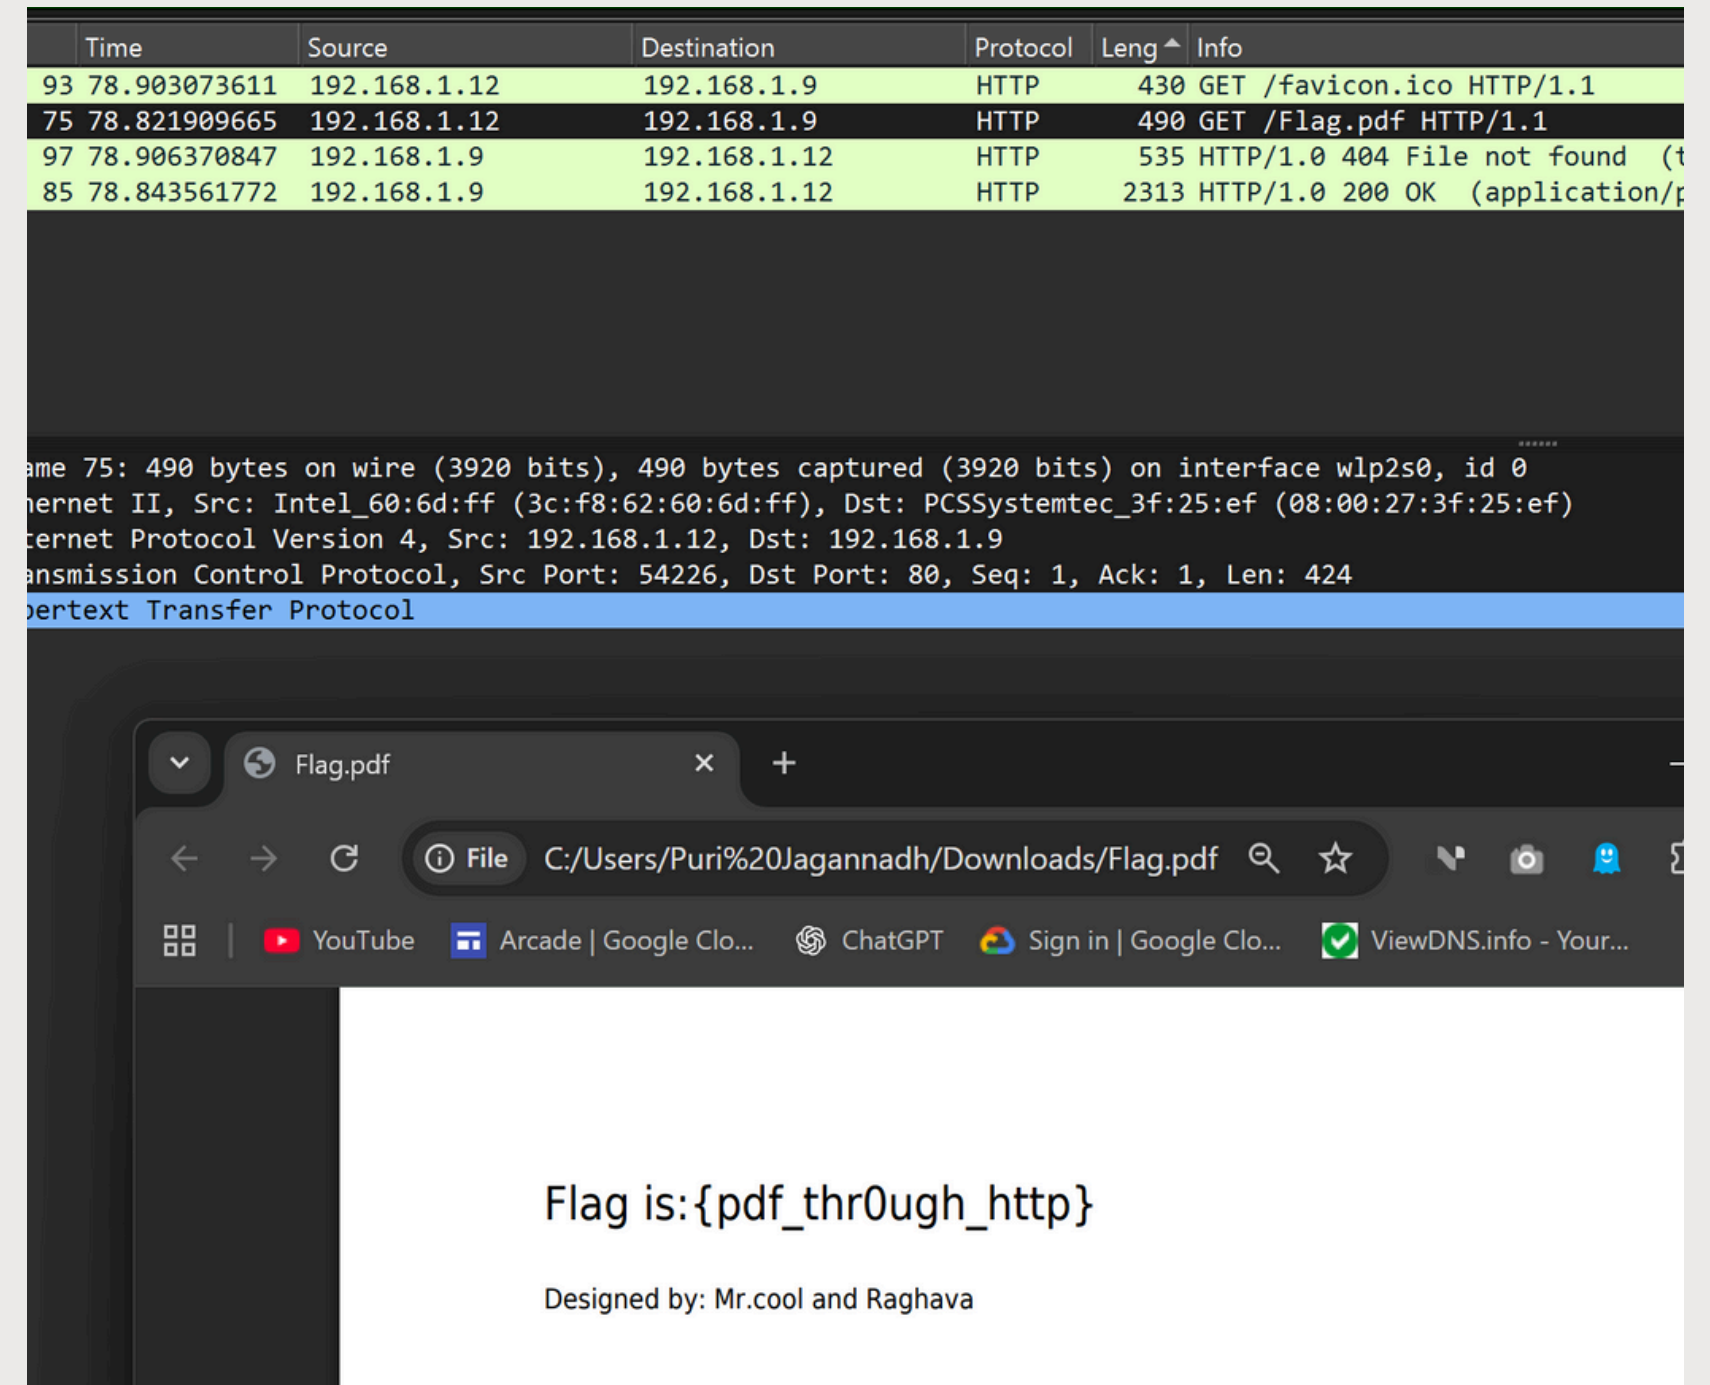 Time Source Destination Protocol Leng Info
93 78.903073611 192.168.1.12 192.168.1.9 HTTP 430 GET /favicon.ico HTTP/1.1
75 78.821909665 192.168.1.12 192.168.1.9 HTTP 490 GET /Flag.pdf HTTP/1.1
97 78.906370847 192.168.1.9 192.168.1.12 HTTP 535 HTTP/1.0 404 File not found (t
85 78.843561772 192.168.1.9 192.168.1.12 HTTP 2313 HTTP/1.0 200 OK (application/p
ame 75: 490 bytes on wire (3920 bits), 490 bytes captured (3920 bits) on interface wlp2s0, id 0
hernet II, Src: Intel_60:6d:ff (3c:f8:62:60:6d:ff), Dst: PCSSystemtec_3f:25:ef (08:00:27:3f:25:ef)
ternet Protocol Version 4, Src: 192.168.1.12, Dst: 192.168.1.9
ansmission Control Protocol, Src Port: 54226, Dst Port: 80, Seq: 1, Ack: 1, Len: 424
pertext Transfer Protocol
Flag.pdf
File C:/Users/Puri%20Jagannadh/Downloads/Flag.pdf
YouTube Arcade | Google Clo... ChatGPT Sign in | Google Clo... ViewDNS.info - Your...
Flag is:{pdf_thr0ugh_http}
Designed by: Mr.cool and Raghava